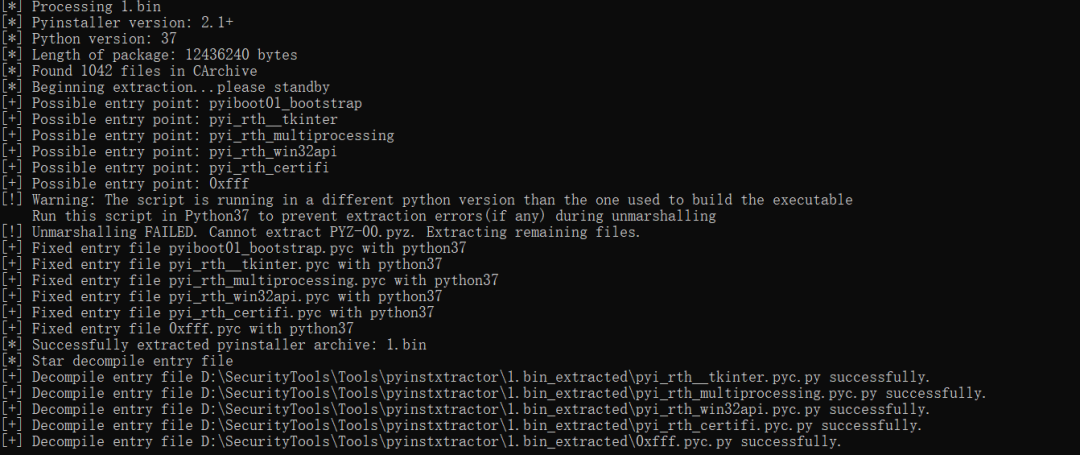 [*] Processing 1.bin
[*] Pyinstaller version: 2.1+
[*] Python version: 37
[*] Length of package: 12436240 bytes
[*] Found 1042 files in CArchive
[*] Beginning extraction...please standby
[+] Possible entry point: pyiboot01_bootstrap
[+] Possible entry point: pyi_rth__tkinter
[+] Possible entry point: pyi_rth_multiprocessing
[+] Possible entry point: pyi_rth_win32api
[+] Possible entry point: pyi_rth_certifi
[+] Possible entry point: 0xfff
[!] Warning: The script is running in a different python version than the one used to build the executable
Run this script in Python37 to prevent extraction errors(if any) during unmarshalling
[!] Unmarshalling FAILED. Cannot extract PYZ-00.pyz. Extracting remaining files.
[+] Fixed entry file pyiboot01_bootstrap.pyc with python37
[+] Fixed entry file pyi_rth__tkinter.pyc with python37
[+] Fixed entry file pyi_rth_multiprocessing.pyc with python37
[+] Fixed entry file pyi_rth_win32api.pyc with python37
[+] Fixed entry file pyi_rth_certifi.pyc with python37
[+] Fixed entry file 0xfff.pyc with python37
[*] Successfully extracted pyinstaller archive: 1.bin
[*] Star decompile entry file
[+] Decompile entry file D:\SecurityTools\Tools\pyinstxtractor\1.bin_extracted\pyi_rth__tkinter.pyc.py successfully.
[+] Decompile entry file D:\SecurityTools\Tools\pyinstxtractor\1.bin_extracted\pyi_rth_multiprocessing.pyc.py successfully.
[+] Decompile entry file D:\SecurityTools\Tools\pyinstxtractor\1.bin_extracted\pyi_rth_win32api.pyc.py successfully.
[+] Decompile entry file D:\SecurityTools\Tools\pyinstxtractor\1.bin_extracted\pyi_rth_certifi.pyc.py successfully.
[+] Decompile entry file D:\SecurityTools\Tools\pyinstxtractor\1.bin_extracted\0xfff.pyc.py successfully.